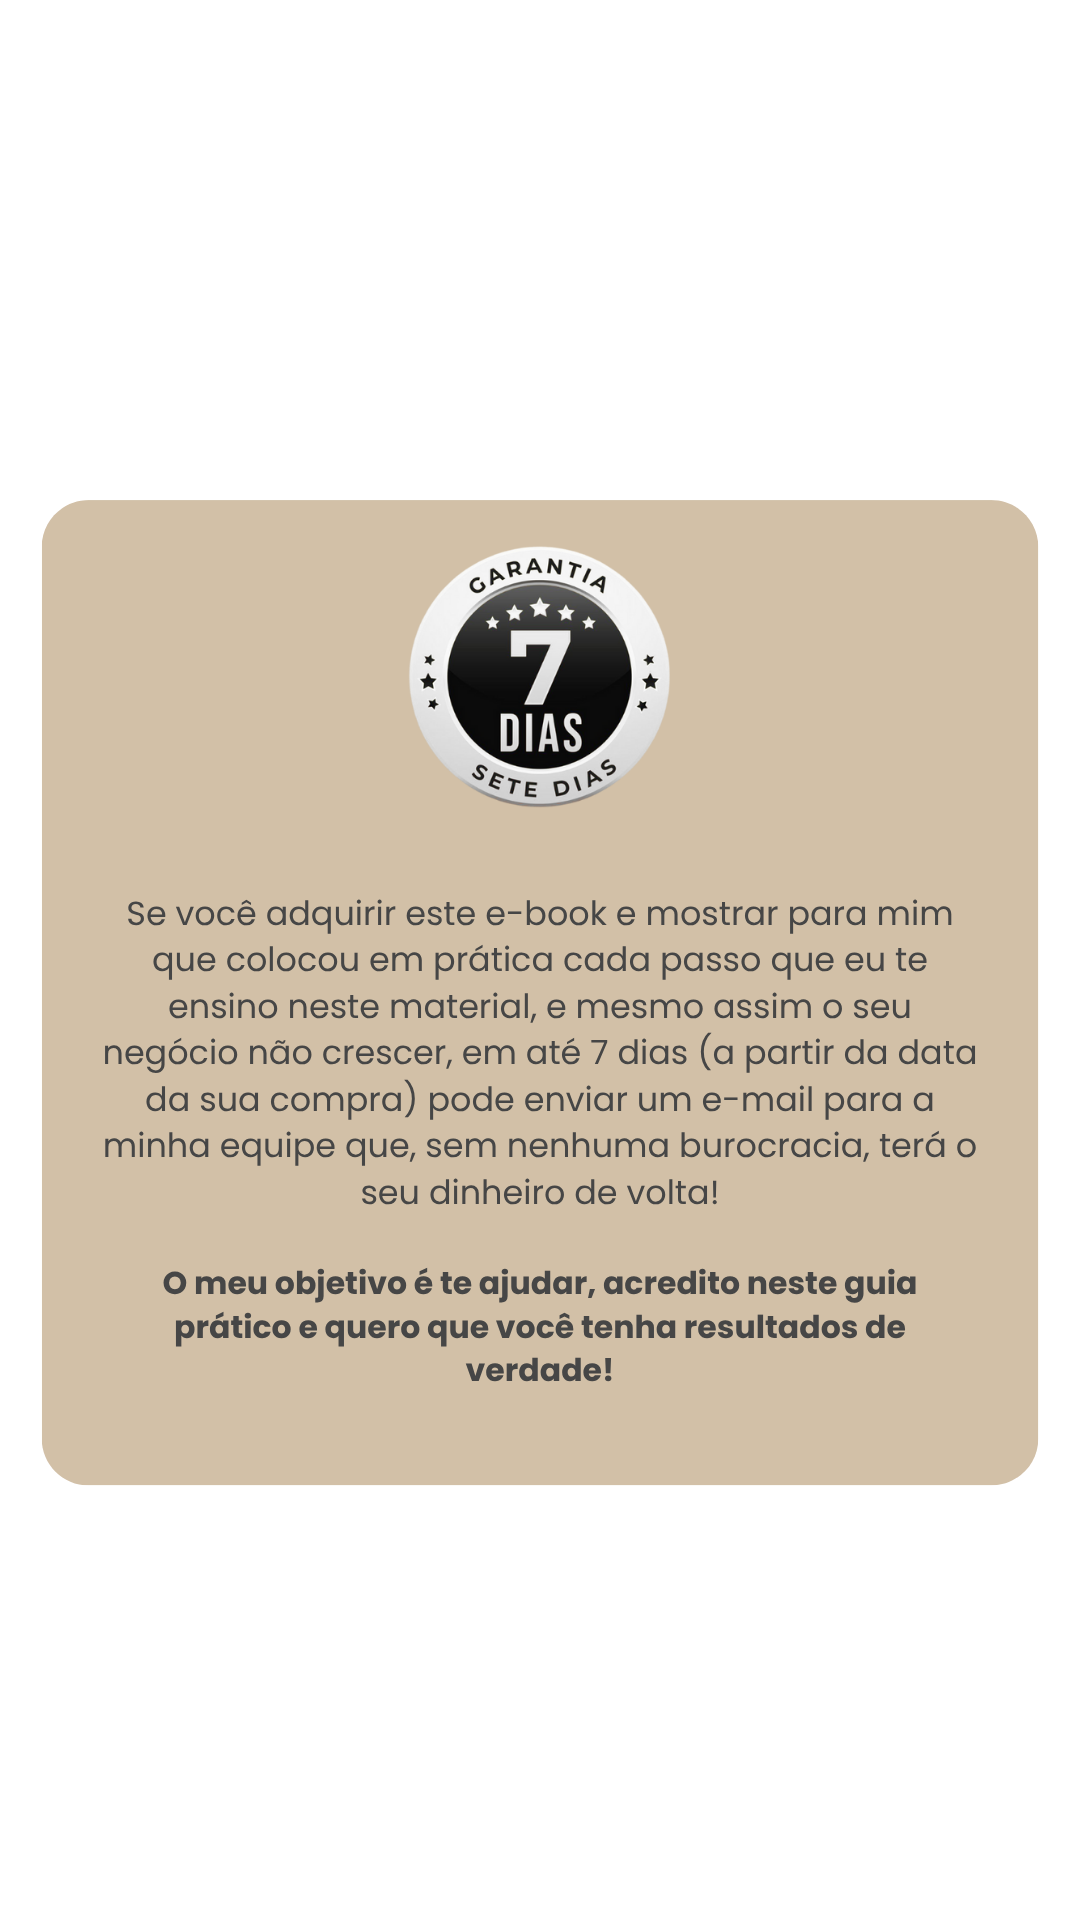 GARANTIA
7
DIAS
SETE DIAS
Se você adquirir este e-book e mostrar para mim
que colocou em prática cada passo que eu te
ensino neste material, e mesmo assim o seu
negócio não crescer, em até 7 dias (a partir da data
da sua compra) pode enviar um e-mail para a
minha equipe que, sem nenhuma burocracia, terá o
seu dinheiro de volta!
O meu objetivo é te ajudar, acredito neste guia
prático e quero que você tenha resultados de
verdade!